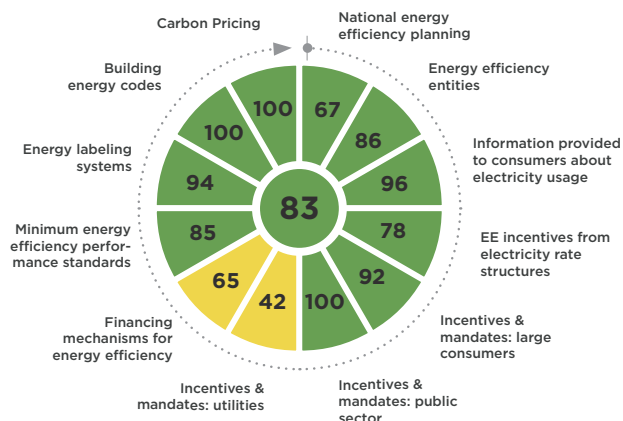 Carbon Pricing
National energy
efficiency planning
Building
energy codes
Energy efficiency
entities
Energy labeling
systems
Information provided
to consumers about
electricity usage
Minimum energy
efficiency perfor-
mance standards
EE incentives from
electricity rate
structures
Financing
mechanisms for
energy efficiency
Incentives &
mandates: large
consumers
Incentives &
mandates: utilities
Incentives &
mandates: public
sector
100
67
100
86
94
96
83
85
78
65
92
42
100